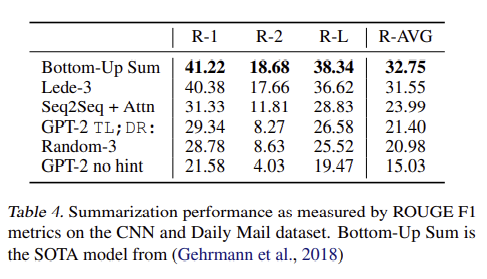 R-1 R-2 R-L R-AVG
Bottom-Up Sum 41.22 18.68 38.34 32.75
Lede-3 40.38 17.66 36.62 31.55
Seq2Seq + Attn 31.33 11.81 28.83 23.99
GPT-2 TL;DR: 29.34 8.27 26.58 21.40
Random-3 28.78 8.63 25.52 20.98
GPT-2 no hint 21.58 4.03 19.47 15.03
Table 4. Summarization performance as measured by ROUGE F1
metrics on the CNN and Daily Mail dataset. Bottom-Up Sum is
the SOTA model from (Gehrmann et al., 2018)